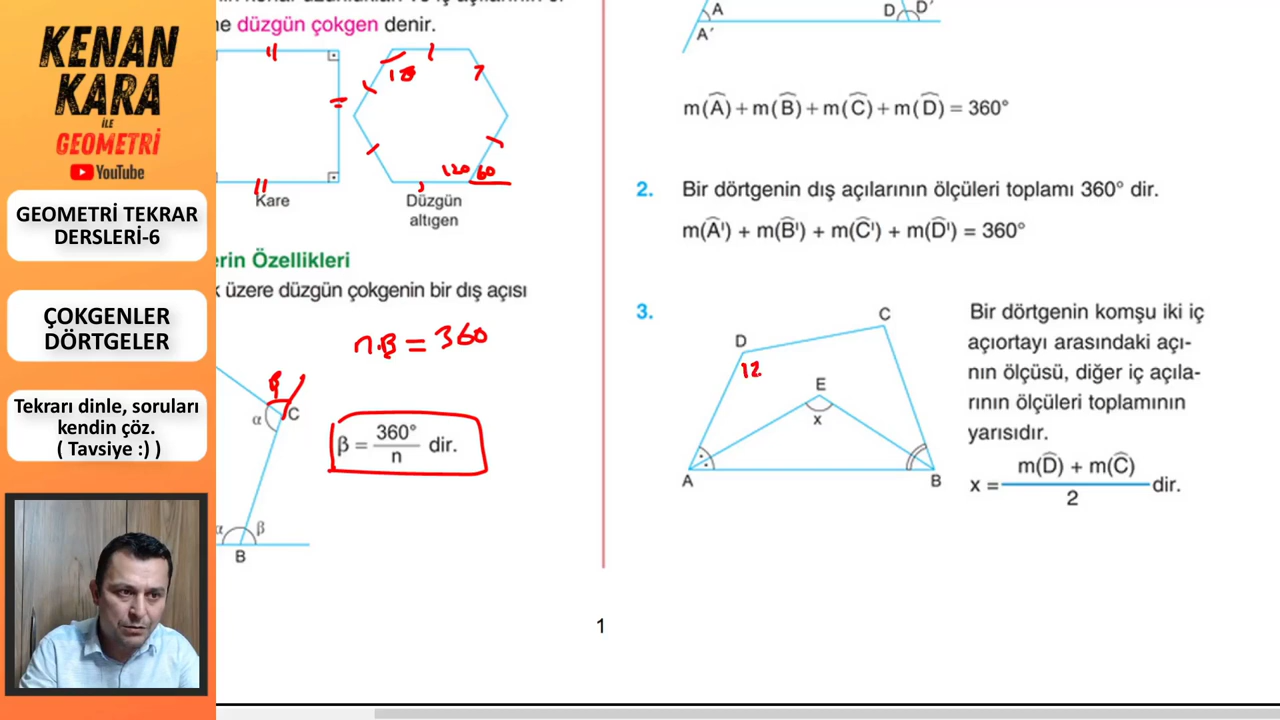 KENAN
KARA
İLE
GEOMETRİ
YouTube
GEOMETRİ TEKRAR
DERSLERİ-6
ÇOKGENLER
DÖRTGELER
Tekrarı dinle, soruları
kendin çöz.
( Tavsiye :) )
düzgün çokgen denir.
120 60
Kare
Düzgün
altıgen
Özellikleri
üzere düzgün çokgenin bir dış açısı
n.β = 360
β
α C
β = 360° / n dir.
α β
B
A D D'
A'
m(A) + m(B) + m(C) + m(D) = 360°
2. Bir dörtgenin dış açılarının ölçüleri toplamı 360° dir.
m(A') + m(B') + m(C') + m(D') = 360°
3.
D C
12
E
x
A B
Bir dörtgenin komşu iki iç
açıortayı arasındaki açı-
nın ölçüsü, diğer iç açıla-
rının ölçüleri toplamının
yarısıdır.
x = m(D) + m(C) / 2 dir.
1